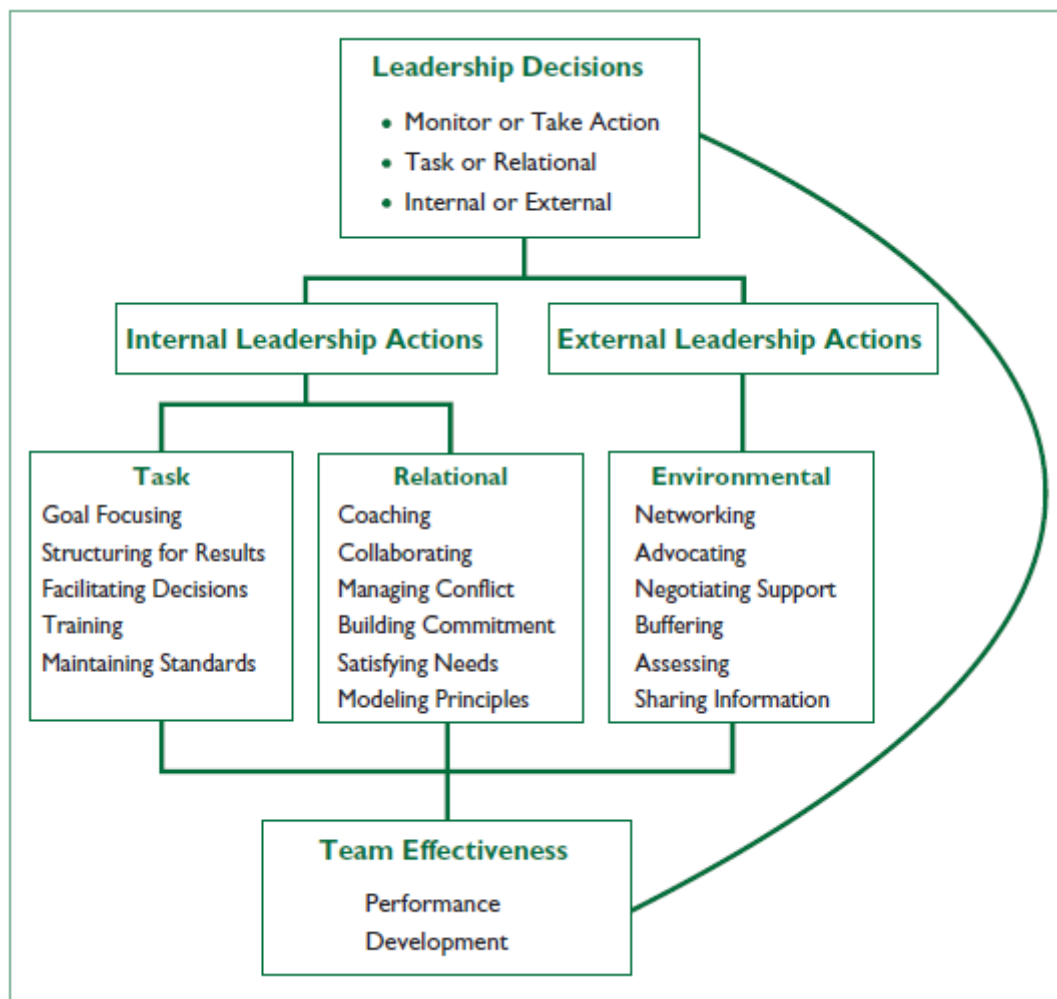 Leadership Decisions
• Monitor or Take Action
• Task or Relational
• Internal or External
Internal Leadership Actions
External Leadership Actions
Task
Goal Focusing
Structuring for Results
Facilitating Decisions
Training
Maintaining Standards
Relational
Coaching
Collaborating
Managing Conflict
Building Commitment
Satisfying Needs
Modeling Principles
Environmental
Networking
Advocating
Negotiating Support
Buffering
Assessing
Sharing Information
Team Effectiveness
Performance
Development